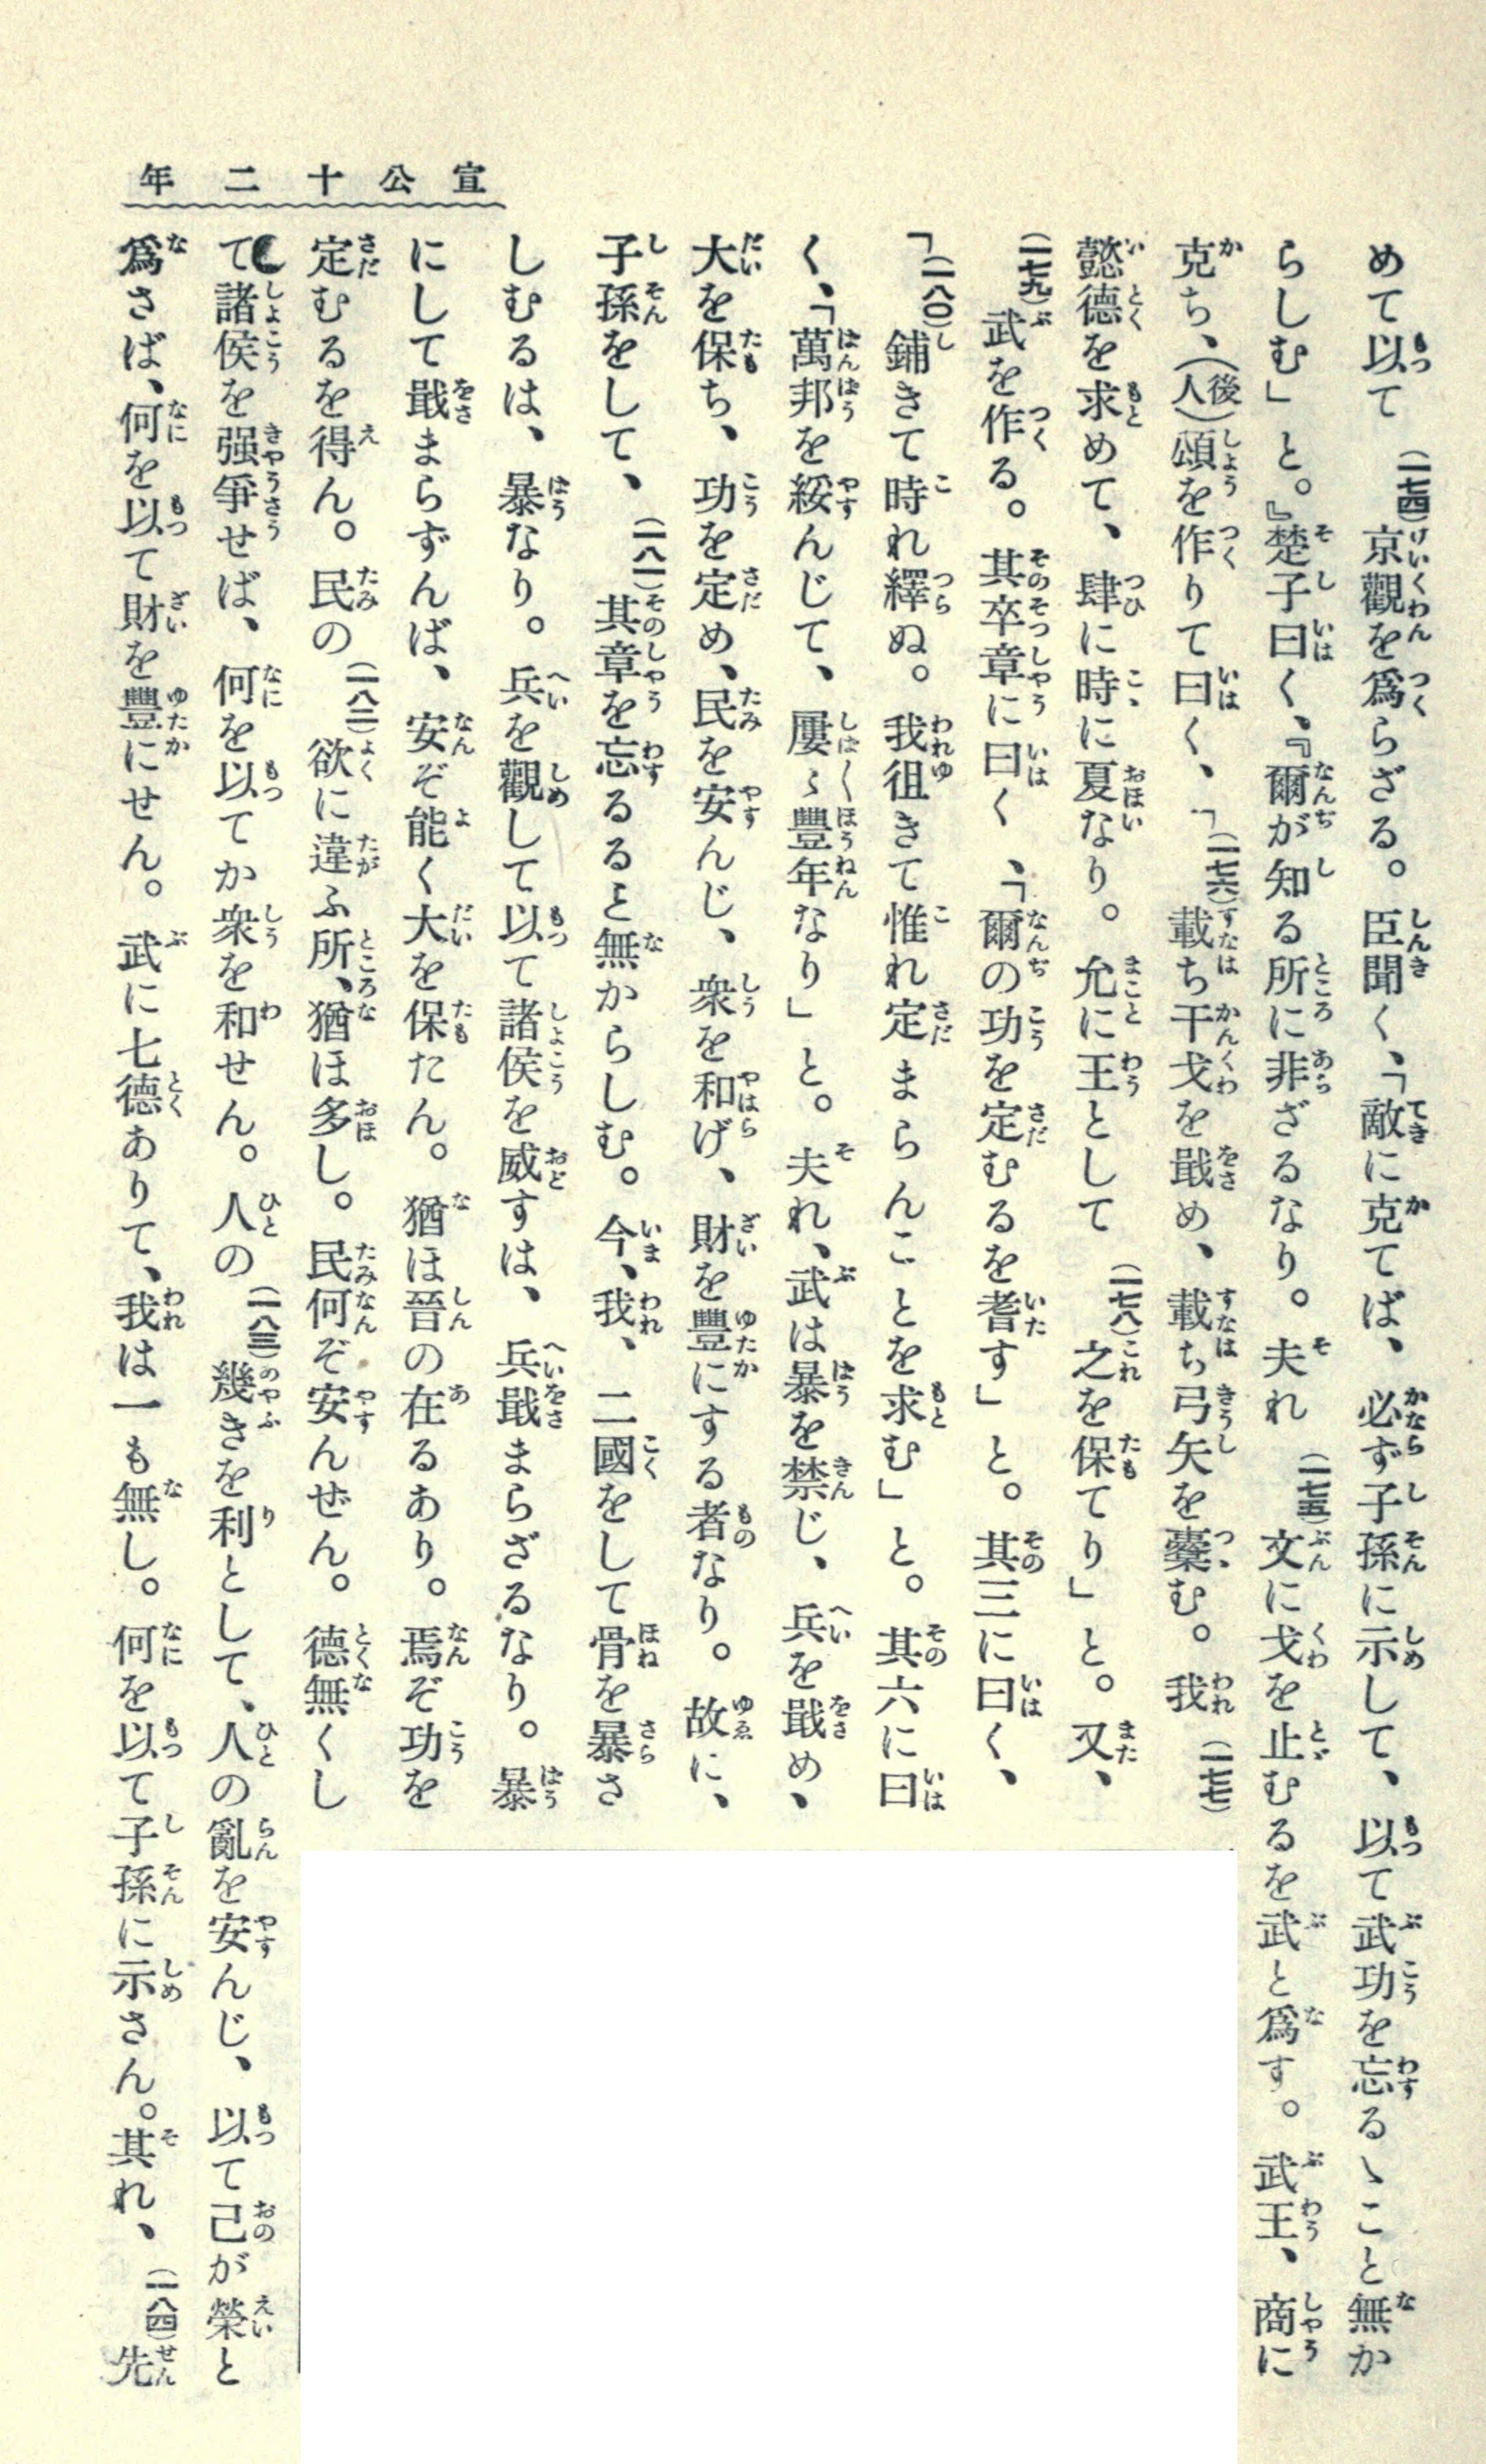 宣公十二年
めて以て（一七四）京觀を爲らざる。臣聞く、「敵に克てば、必ず子孫に示して、以て武功を忘るゝこと無か
らしむ」と。』楚子曰く、『爾が知る所に非ざるなり。夫れ（一七五）文に戈を止むるを武と爲す。武王、商に
克ち、（後人）頌を作りて曰く、「（一七六）載ち干戈を戢め、載ち弓矢を櫜む。我（一七七）
懿德を求めて、肆に時に夏なり。允に王として（一七八）之を保てり」と。又、
（一七九）武を作る。其卒章に曰く、「爾の功を定むるを耆す」と。其三に曰く、
「（一八〇）鋪きて時れ繹ぬ。我徂きて惟れ定まらんことを求む」と。其六に曰
く、「萬邦を綏んじて、屢〻豐年なり」と。夫れ、武は暴を禁じ、兵を戢め、
大を保ち、功を定め、民を安んじ、衆を和げ、財を豐にする者なり。故に、
子孫をして、（一八一）其章を忘るると無からしむ。今、我、二國をして骨を暴さ
しむるは、暴なり。兵を觀して以て諸侯を威すは、兵戢まらざるなり。暴
にして戢まらずんば、安ぞ能く大を保たん。猶ほ晉の在るあり。焉ぞ功を
定むるを得ん。民の（一八二）欲に違ふ所、猶ほ多し。民何ぞ安んぜん。德無くし
て諸侯を强爭せば、何を以てか衆を和せん。人の（一八三）幾きを利として、人の亂を安んじ、以て己が榮と
爲さば、何を以て財を豐にせん。武に七德ありて、我は一も無し。何を以て子孫に示さん。其れ、（一八四）先